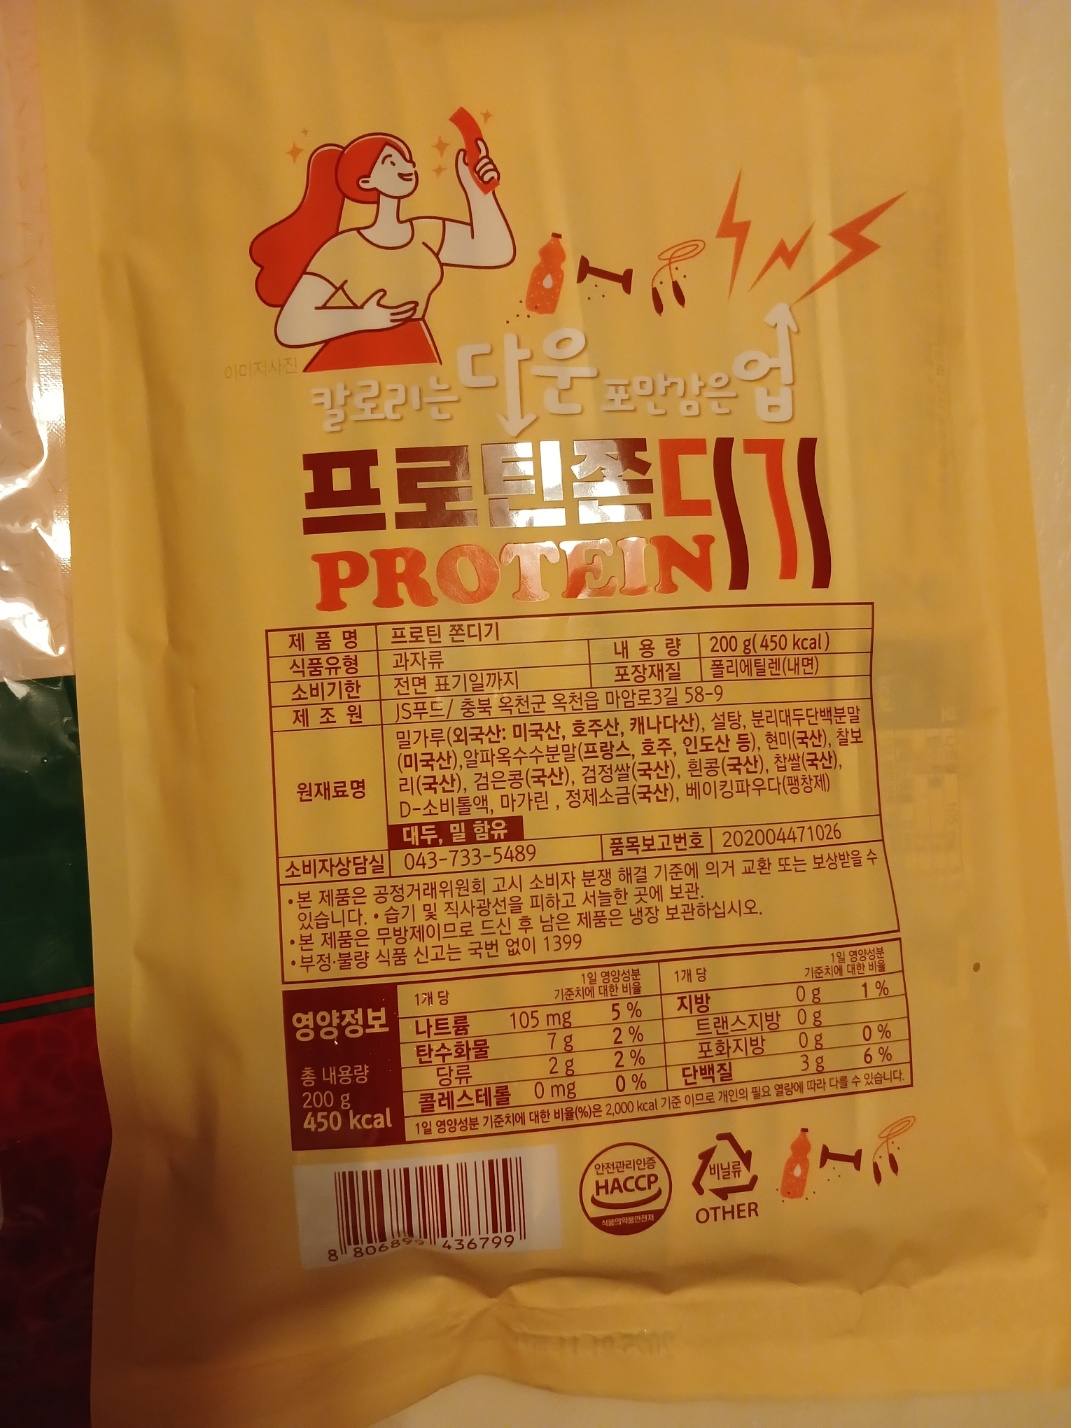 이미지사진
칼로리는 다운 포만감은 업
프로틴쫀디기
PROTEIN
제 품 명 프로틴 쫀디기 내 용 량 200 g(450 kcal)
식품유형 과자류 포장재질 폴리에틸렌(내면)
소비기한 전면 표기일까지
제 조 원 JS푸드/ 충북 옥천군 옥천읍 마암로3길 58-9
원재료명
밀가루(외국산: 미국산, 호주산, 캐나다산), 설탕, 분리대두단백분말
(미국산),알파옥수수분말(프랑스, 호주, 인도산 등), 현미(국산), 찰보
리(국산), 검은콩(국산), 검정쌀(국산), 흰콩(국산), 찹쌀(국산),
D-소비톨액, 마가린 , 정제소금(국산), 베이킹파우다(팽창제)
대두, 밀 함유
소비자상담실 043-733-5489 품목보고번호 202004471026
•본 제품은 공정거래위원회 고시 소비자 분쟁 해결 기준에 의거 교환 또는 보상받을 수
있습니다. •습기 및 직사광선을 피하고 서늘한 곳에 보관.
•본 제품은 무방제이므로 드신 후 남은 제품은 냉장 보관하십시오.
•부정·불량 식품 신고는 국번 없이 1399
영양정보
총 내용량
200 g
450 kcal
1개 당 1일 영양성분 기준치에 대한 비율 1개 당 1일 영양성분 기준치에 대한 비율
나트륨 105 mg 5 % 지방 0 g 1 %
탄수화물 7 g 2 % 트랜스지방 0 g
당류 2 g 2 % 포화지방 0 g 0 %
콜레스테롤 0 mg 0 % 단백질 3 g 6 %
1일 영양성분 기준치에 대한 비율(%)은 2,000 kcal 기준 이므로 개인의 필요 열량에 따라 다를 수 있습니다.
안전관리인증
HACCP
식품의약품안전처
비닐류
OTHER
8 806899 436799